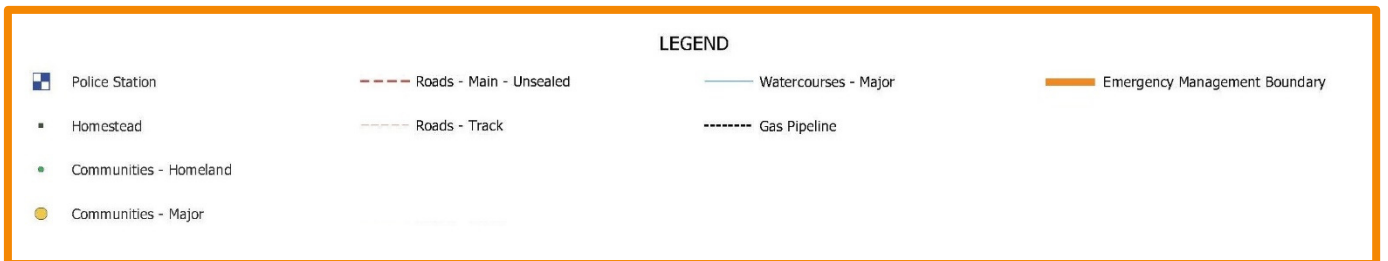 LEGEND
Police Station
Roads - Main - Unsealed
Watercourses - Major
Emergency Management Boundary
Homestead
Roads - Track
Gas Pipeline
Communities - Homeland
Communities - Major